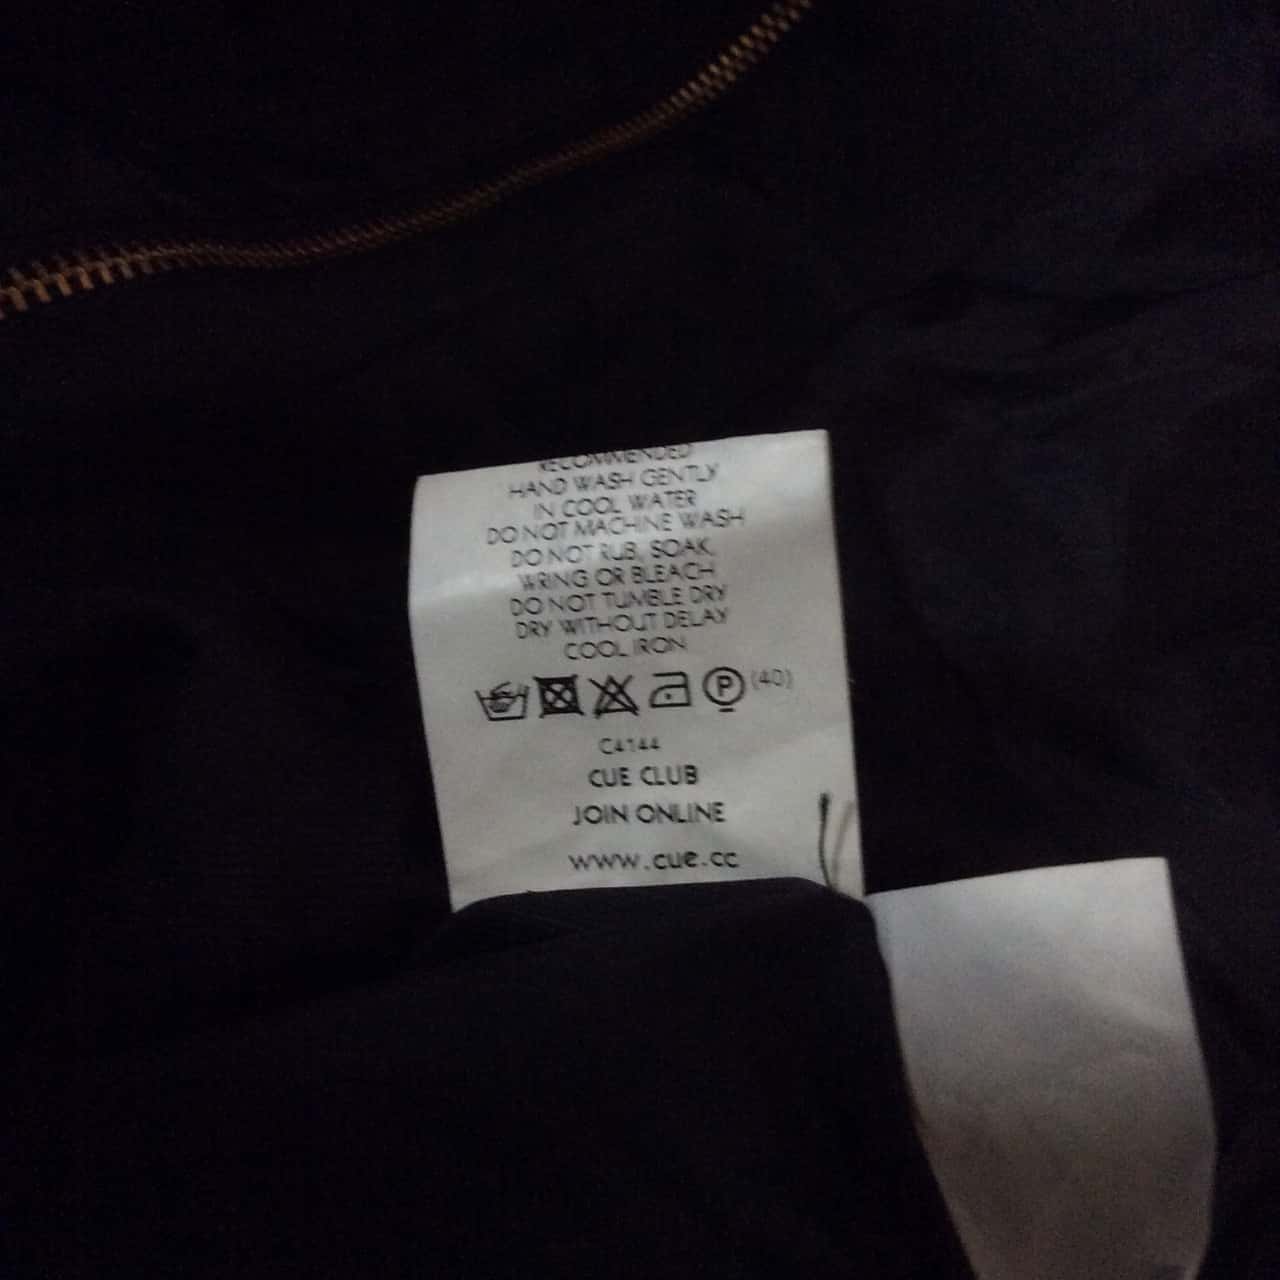 RECOMMENDED
HAND WASH GENTLY
IN COOL WATER
DO NOT MACHINE WASH
DO NOT RUB, SOAK,
WRING OR BLEACH
DO NOT TUMBLE DRY
DRY WITHOUT DELAY
COOL IRON
P (40)
C4144
CUE CLUB
JOIN ONLINE
www.cue.cc